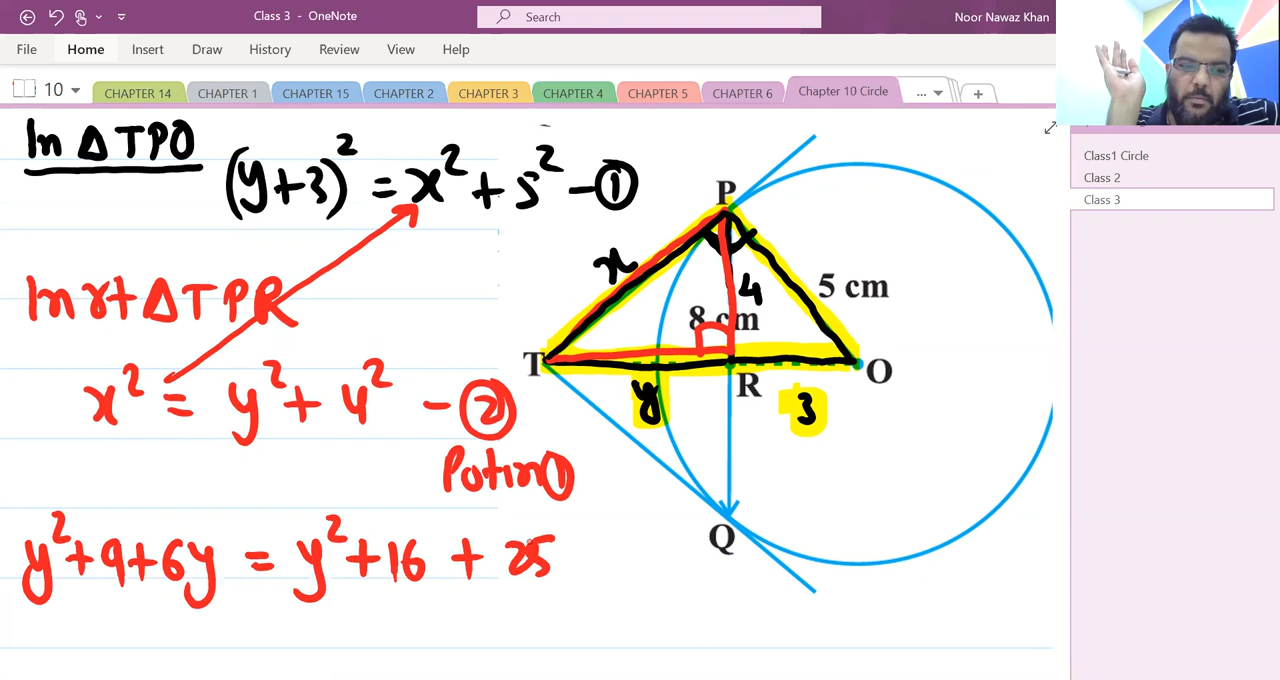 Class 3 - OneNote
Search
Noor Nawaz Khan
File Home Insert Draw History Review View Help
10 CHAPTER 14 CHAPTER 1 CHAPTER 15 CHAPTER 2 CHAPTER 3 CHAPTER 4 CHAPTER 5 CHAPTER 6 Chapter 10 Circle ... +
Class1 Circle
Class 2
Class 3
In Δ TPO
(y+3)² = x² + 5² - ①
In rt Δ TPR
x² = y² + 4² - ②
Put in ①
y² + 9 + 6y = y² + 16 + 25
P
x
4
5 cm
8 cm
T
R
O
y
3
Q